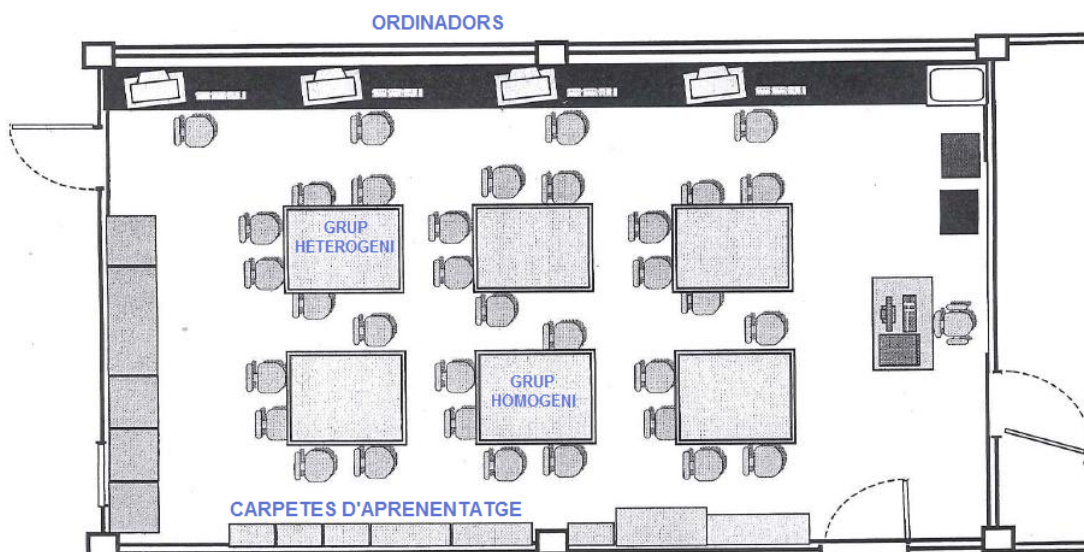 ORDINADORS
GRUP
HETEROGENI
GRUP
HOMOGENI
CARPETES D'APRENENTATGE